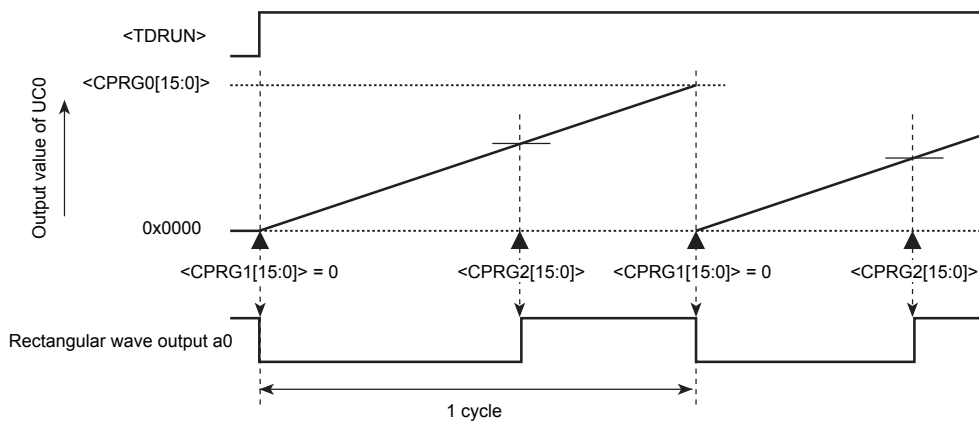 <TDRUN>
<CPRG0[15:0]>
Output value of UC0
0x0000
<CPRG1[15:0]> = 0
<CPRG2[15:0]>
<CPRG1[15:0]> = 0
<CPRG2[15:0]>
Rectangular wave output a0
1 cycle